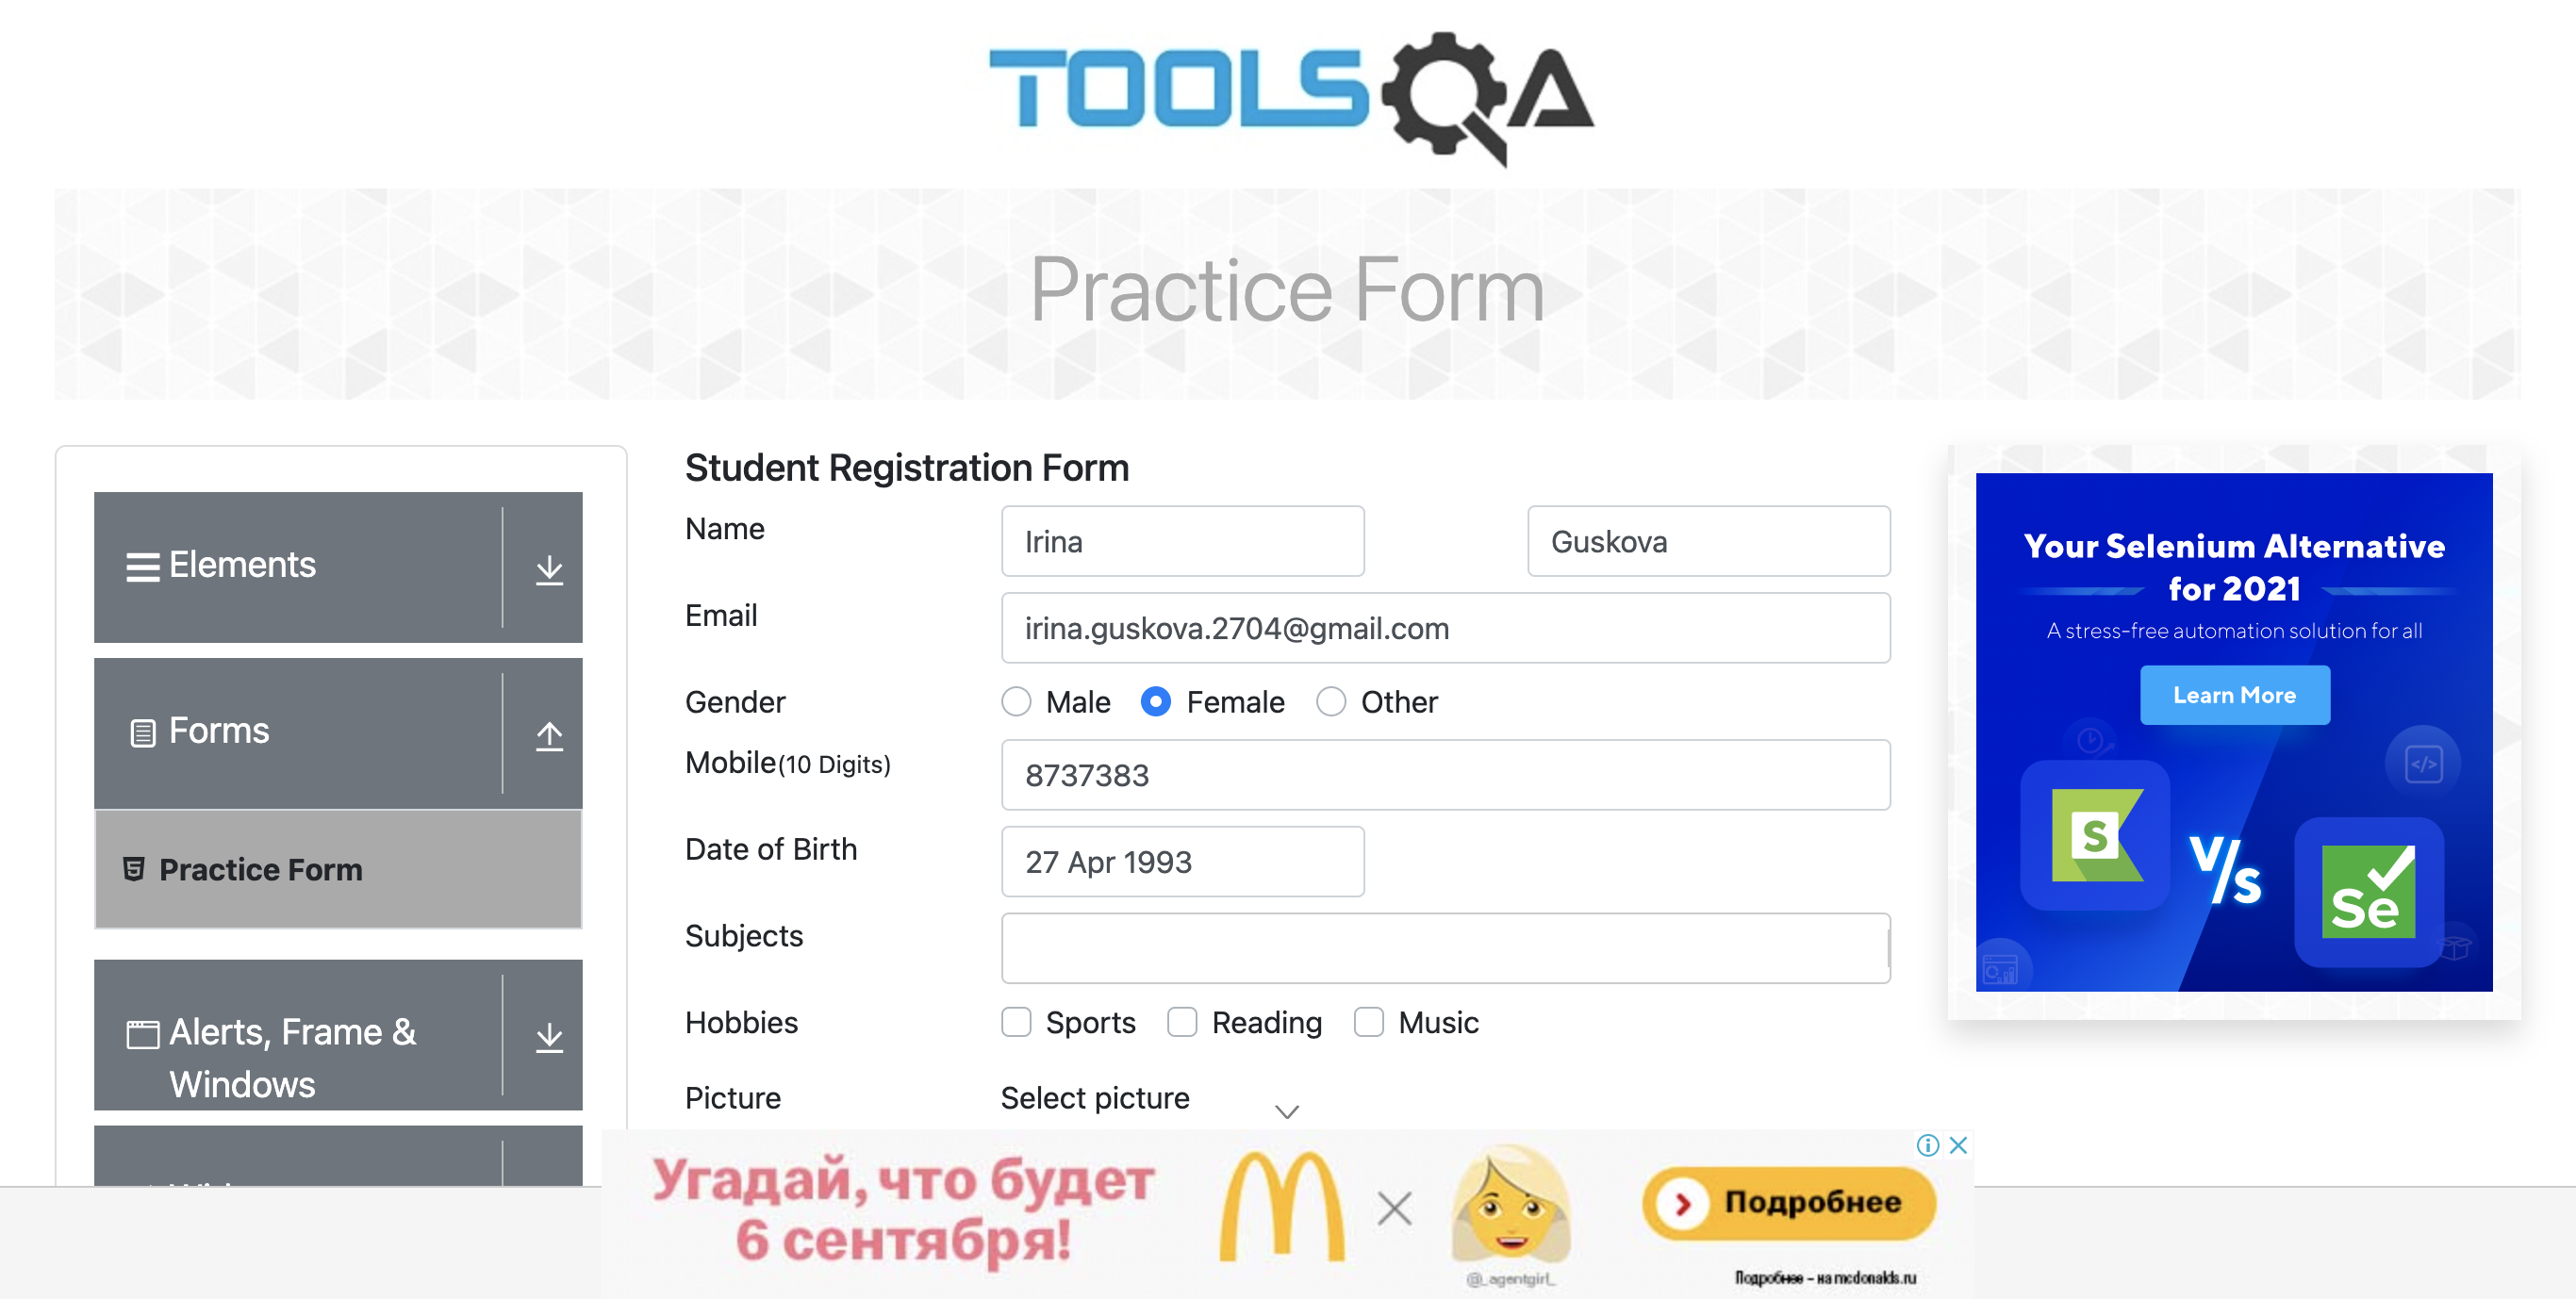 TOOLSQA
Practice Form
Elements
Forms
Practice Form
Alerts, Frame &
Windows
Student Registration Form
Name
Irina
Guskova
Email
irina.guskova.2704@gmail.com
Gender
Male
Female
Other
Mobile(10 Digits)
8737383
Date of Birth
27 Apr 1993
Subjects
Hobbies
Sports
Reading
Music
Picture
Select picture
Your Selenium Alternative
for 2021
A stress-free automation solution for all
Learn More
S
V/s
Se
Угадай, что будет
6 сентября!
@_agentgirl_
Подробнее
Подробнее – на mcdonalds.ru